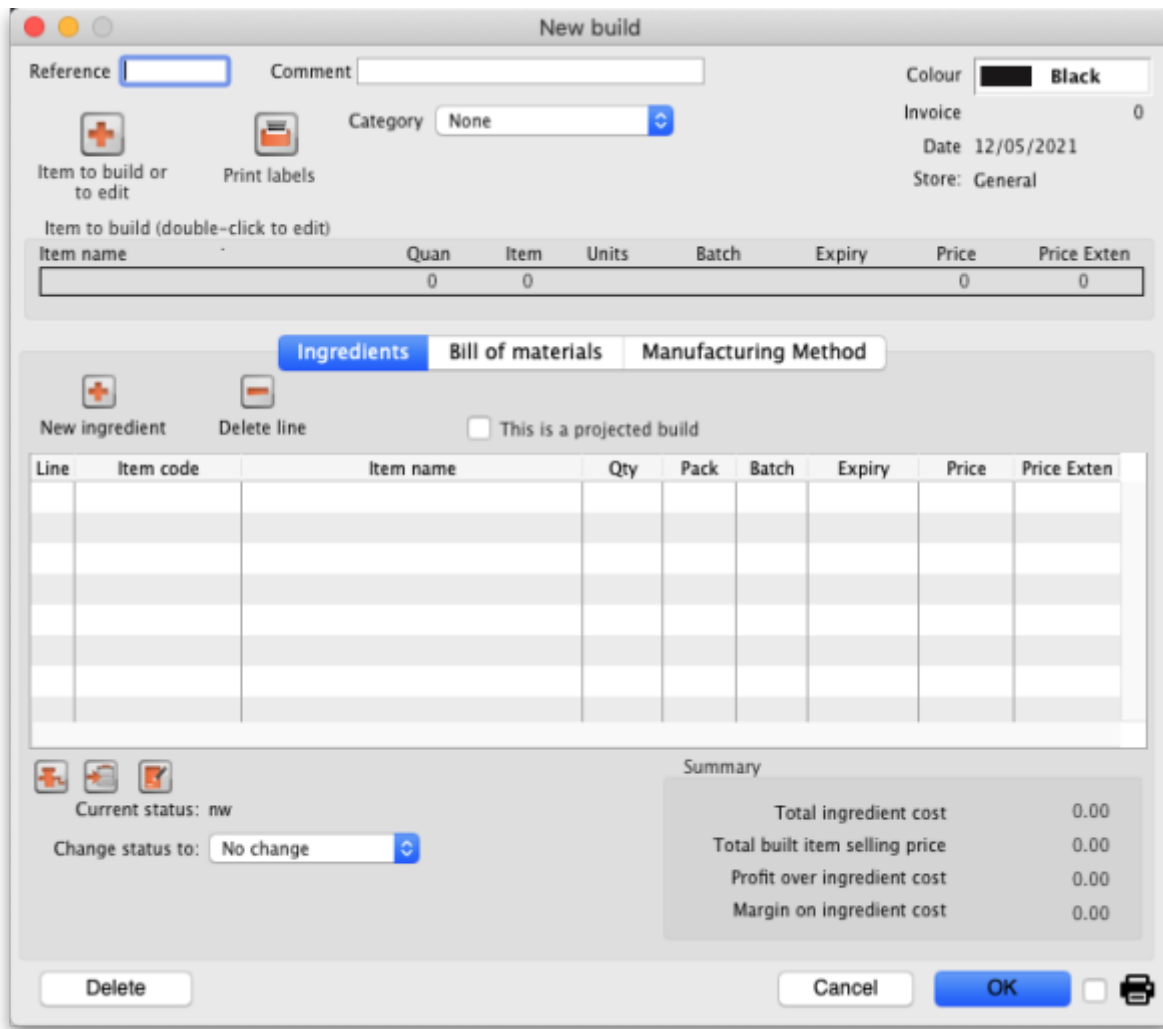 New build
Reference Comment Colour Black
Category None Invoice 0
Date 12/05/2021
Item to build or to edit Print labels Store: General
Item to build (double-click to edit)
Item name Quan Item Units Batch Expiry Price Price Exten
0 0 0 0
Ingredients Bill of materials Manufacturing Method
New ingredient Delete line This is a projected build
Line Item code Item name Qty Pack Batch Expiry Price Price Exten
Summary
Current status: nw Total ingredient cost 0.00
Change status to: No change Total built item selling price 0.00
Profit over ingredient cost 0.00
Margin on ingredient cost 0.00
Delete Cancel OK